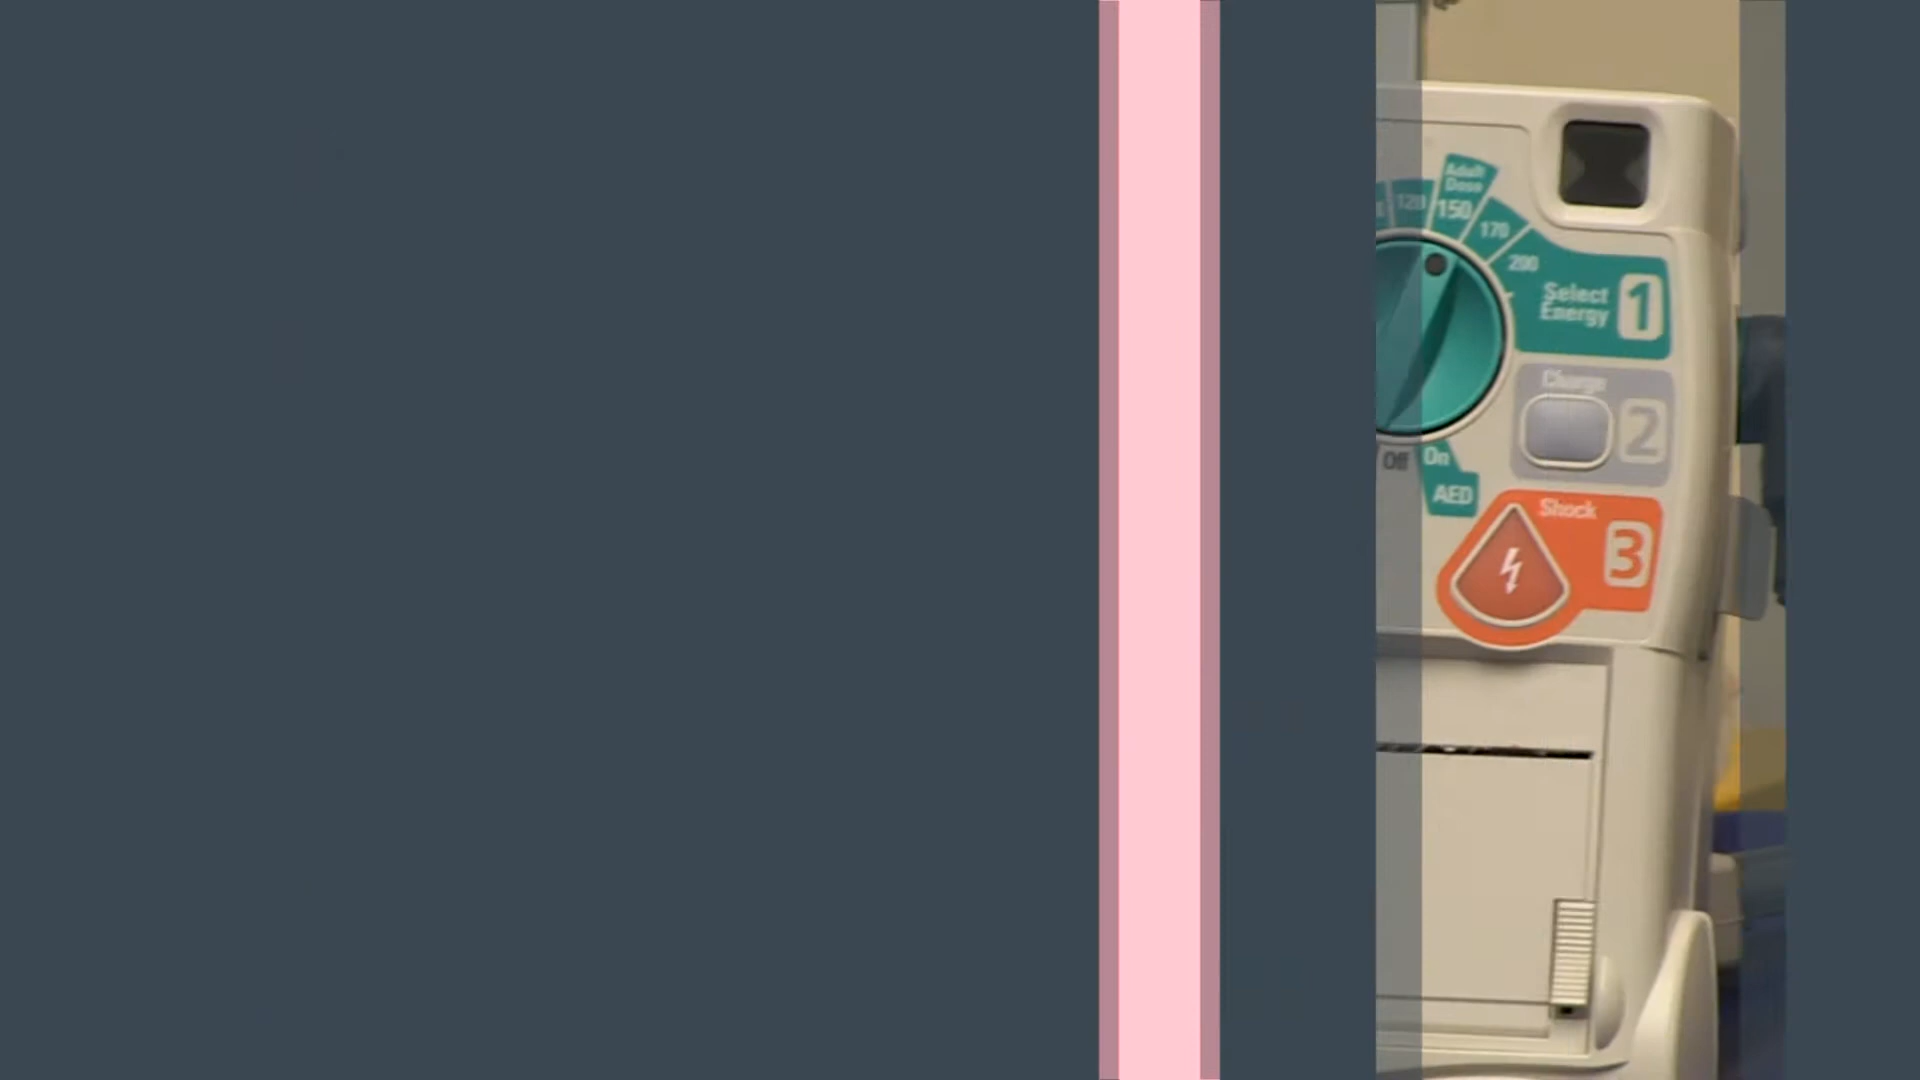 Adult
Dose
120
150
170
200
Select
Energy
1
Charge
2
Off
On
AED
Shock
3